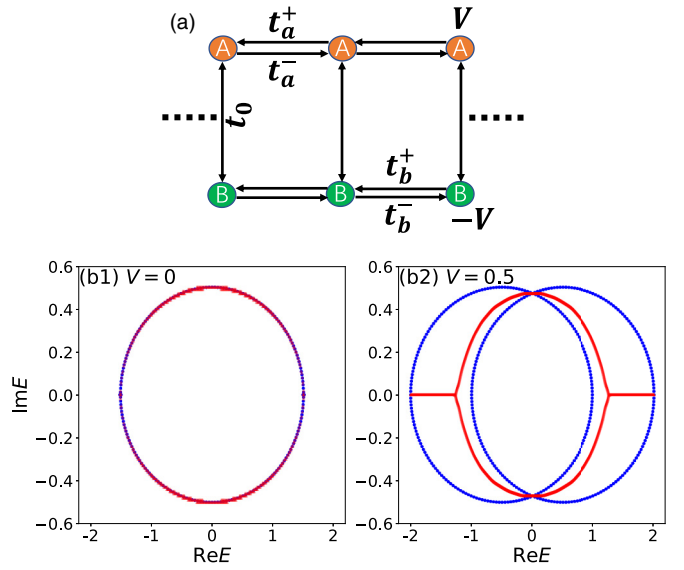 (a)
t_a^+
V
A A A
t_a^-
t_0
t_b^+
B B B
t_b^-
−V
(b1) V = 0
(b2) V = 0.5
0.6
0.4
0.2
0.0
−0.2
−0.4
−0.6
ImE
−2 −1 0 1 2
ReE
0.6
0.4
0.2
0.0
−0.2
−0.4
−0.6
−2 −1 0 1 2
ReE